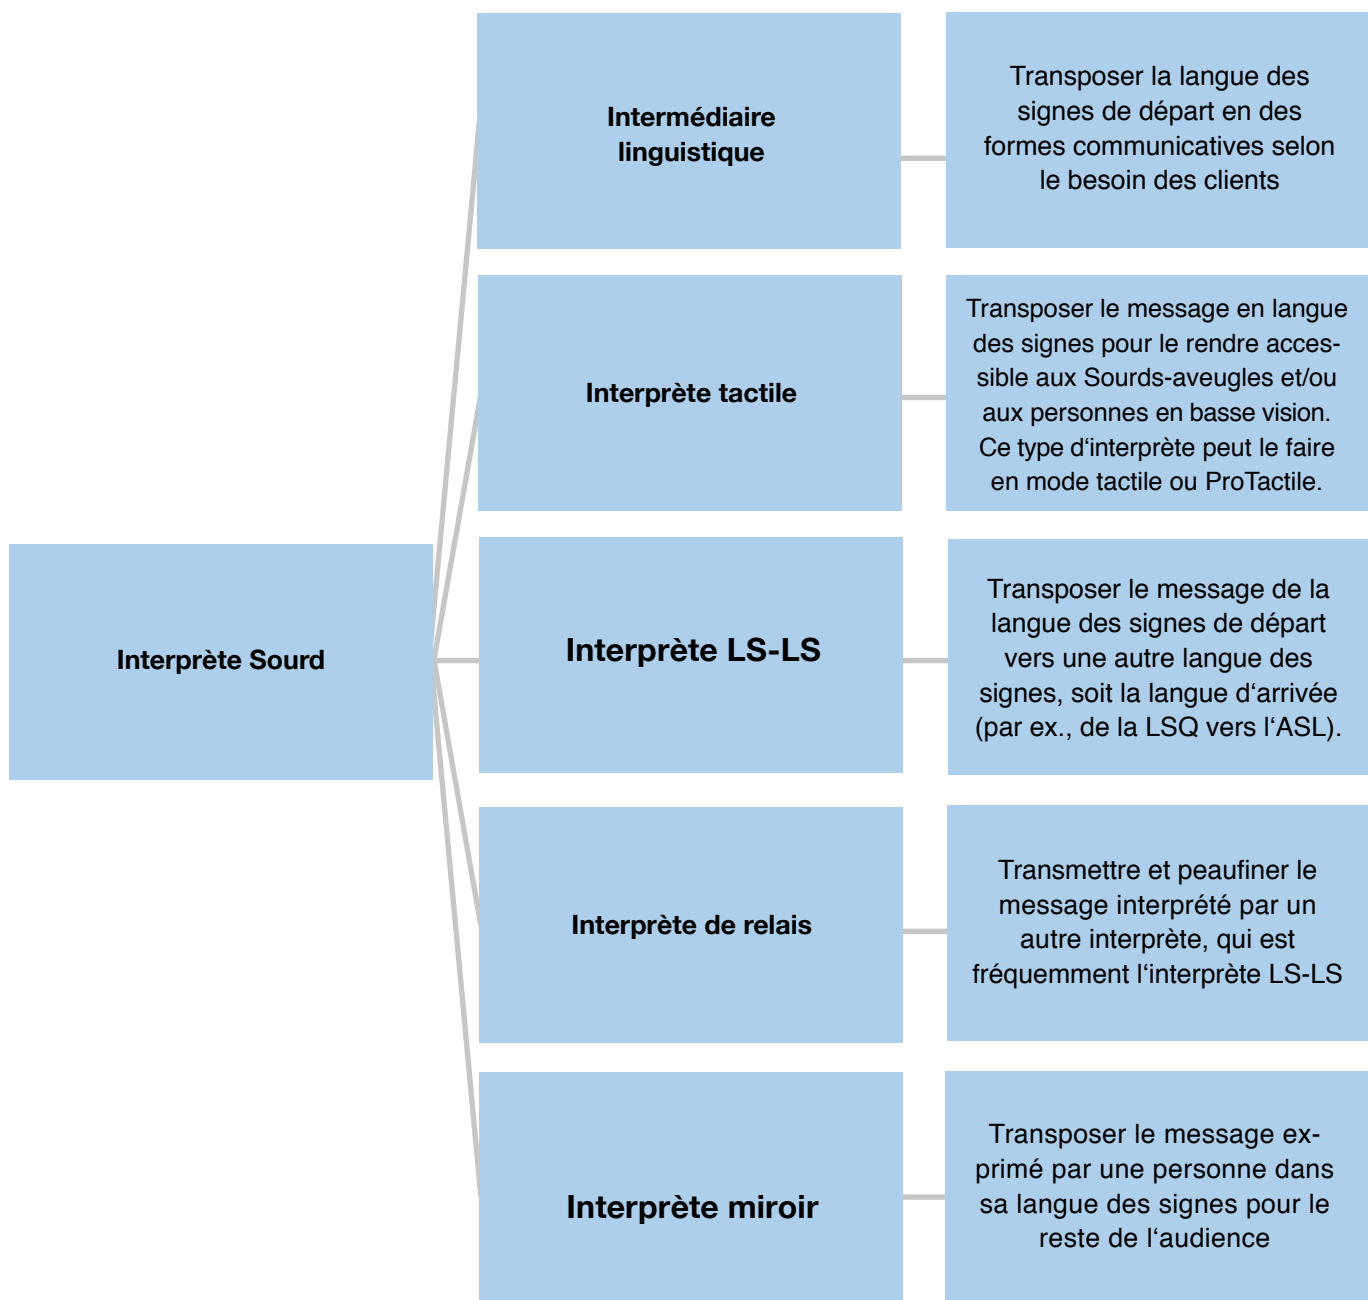 Interprète Sourd
Intermédiaire
linguistique
Transposer la langue des
signes de départ en des
formes communicatives selon
le besoin des clients
Interprète tactile
Transposer le message en langue
des signes pour le rendre acces-
sible aux Sourds-aveugles et/ou
aux personnes en basse vision.
Ce type d‘interprète peut le faire
en mode tactile ou ProTactile.
Interprète LS-LS
Transposer le message de la
langue des signes de départ
vers une autre langue des
signes, soit la langue d‘arrivée
(par ex., de la LSQ vers l‘ASL).
Interprète de relais
Transmettre et peaufiner le
message interprété par un
autre interprète, qui est
fréquemment l‘interprète LS-LS
Interprète miroir
Transposer le message ex-
primé par une personne dans
sa langue des signes pour le
reste de l‘audience